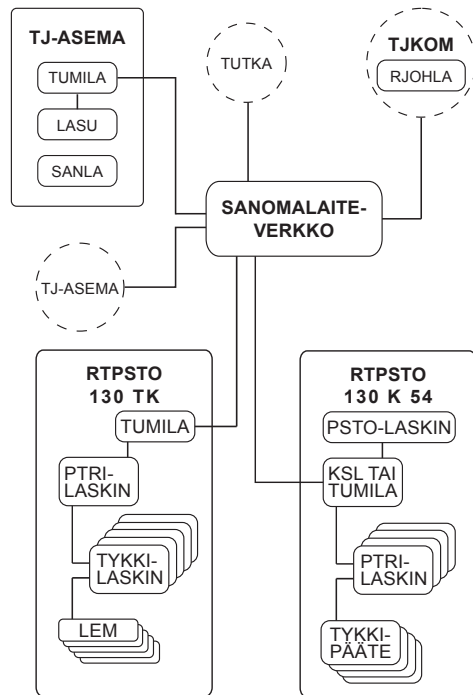 TJ-ASEMA
TUMILA
LASU
SANLA
TUTKA
TJKOM
RJOHLA
SANOMALAITE-
VERKKO
TJ-ASEMA
RTPSTO
130 TK
TUMILA
PTRI-
LASKIN
TYKKI-
LASKIN
LEM
RTPSTO
130 K 54
PSTO-LASKIN
KSL TAI
TUMILA
PTRI-
LASKIN
TYKKI-
PÄÄTE